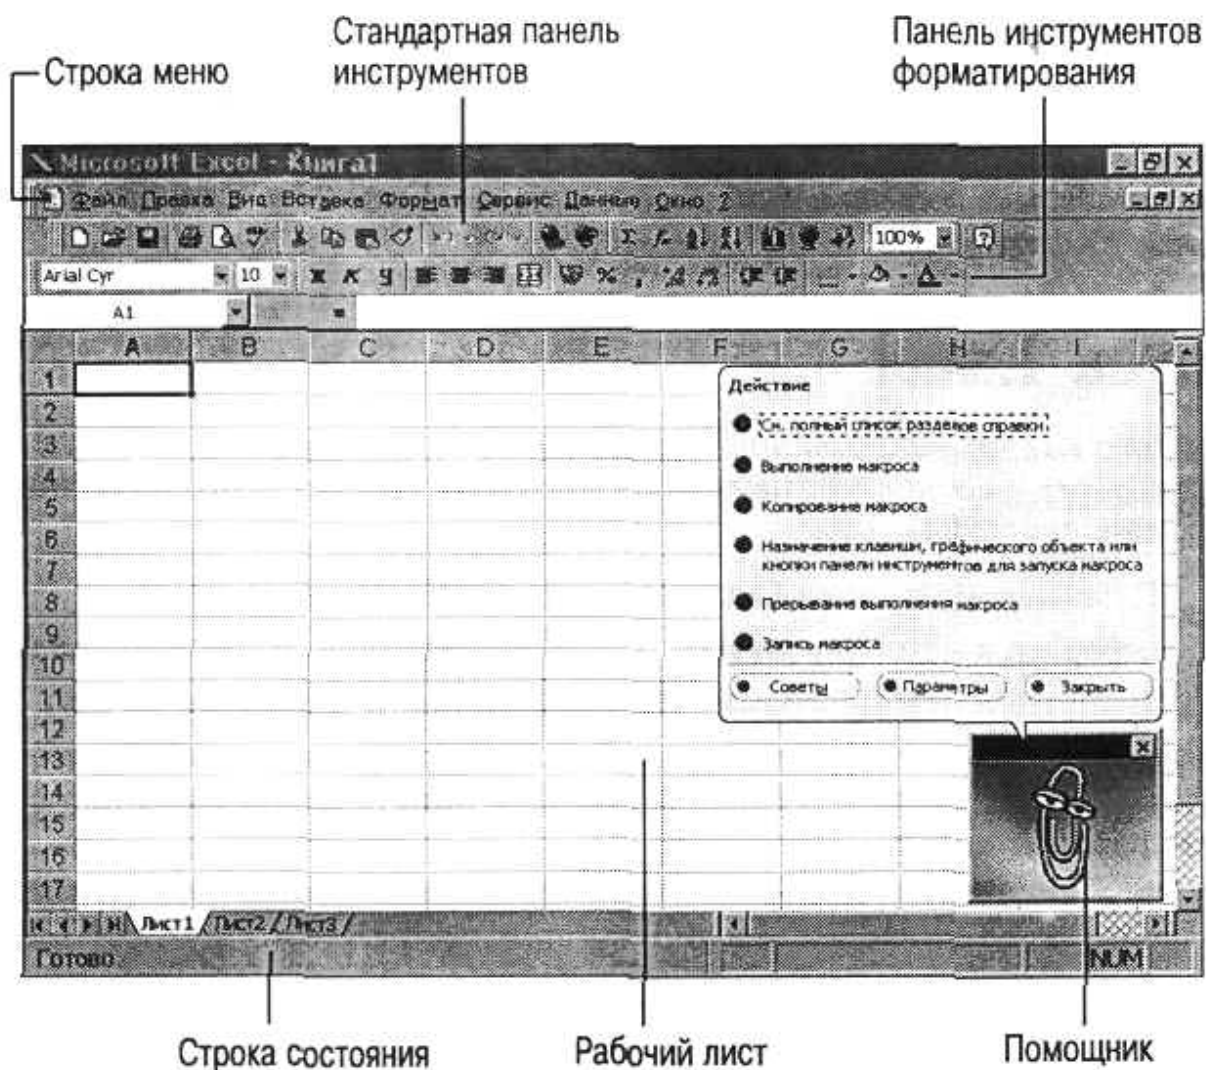 Стандартная панель
инструментов
Панель инструментов
форматирования
Строка меню
Microsoft Excel - Книга1
Файл Правка Вид Вставка Формат Сервис Данные Окно ?
100%
Arial Cyr 10 Ж К Ч %
A1 =
A B C D E F G H I
1
2
3
4
5
6
7
8
9
10
11
12
13
14
15
16
17
Действие
См. полный список разделов справки
Выполнение макроса
Копирование макроса
Назначение клавиши, графического объекта или
кнопки панели инструментов для запуска макроса
Прерывание выполнения макроса
Запись макроса
Советы Параметры Закрыть
Лист1 Лист2 Лист3
Готово NUM
Строка состояния
Рабочий лист
Помощник